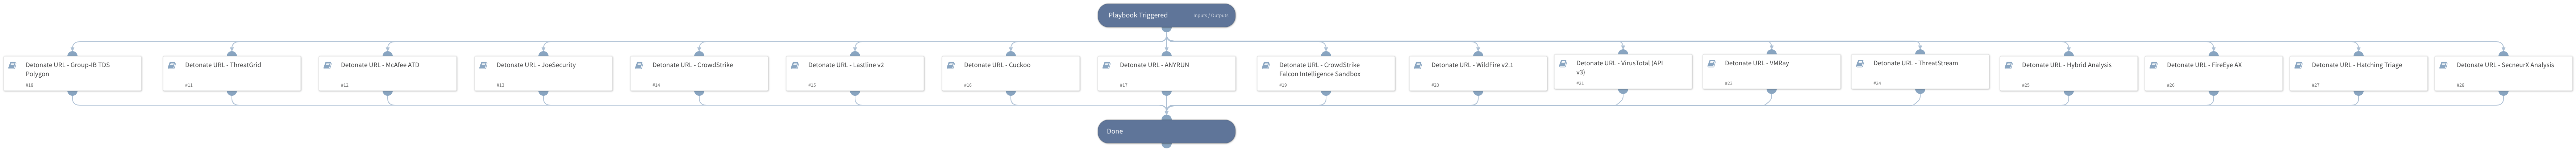 Playbook Triggered
Inputs / Outputs
Detonate URL - Group-IB TDS
Polygon
#10
Detonate URL - ThreatGrid
#11
Detonate URL - McAfee ATD
#12
Detonate URL - JoeSecurity
#13
Detonate URL - CrowdStrike
#14
Detonate URL - Lastline v2
#15
Detonate URL - Cuckoo
#16
Detonate URL - ANYRUN
#17
Detonate URL - CrowdStrike
Falcon Intelligence Sandbox
#19
Detonate URL - WildFire v2.1
#20
Detonate URL - VirusTotal (API
v3)
#21
Detonate URL - VMRay
Detonate URL - ThreatStream
#24
Detonate URL - Hybrid Analysis
#25
Detonate URL - FireEye AX
#26
Detonate URL - Hatching Triage
#27
Detonate URL - SecneurX Analysis
#28
Done